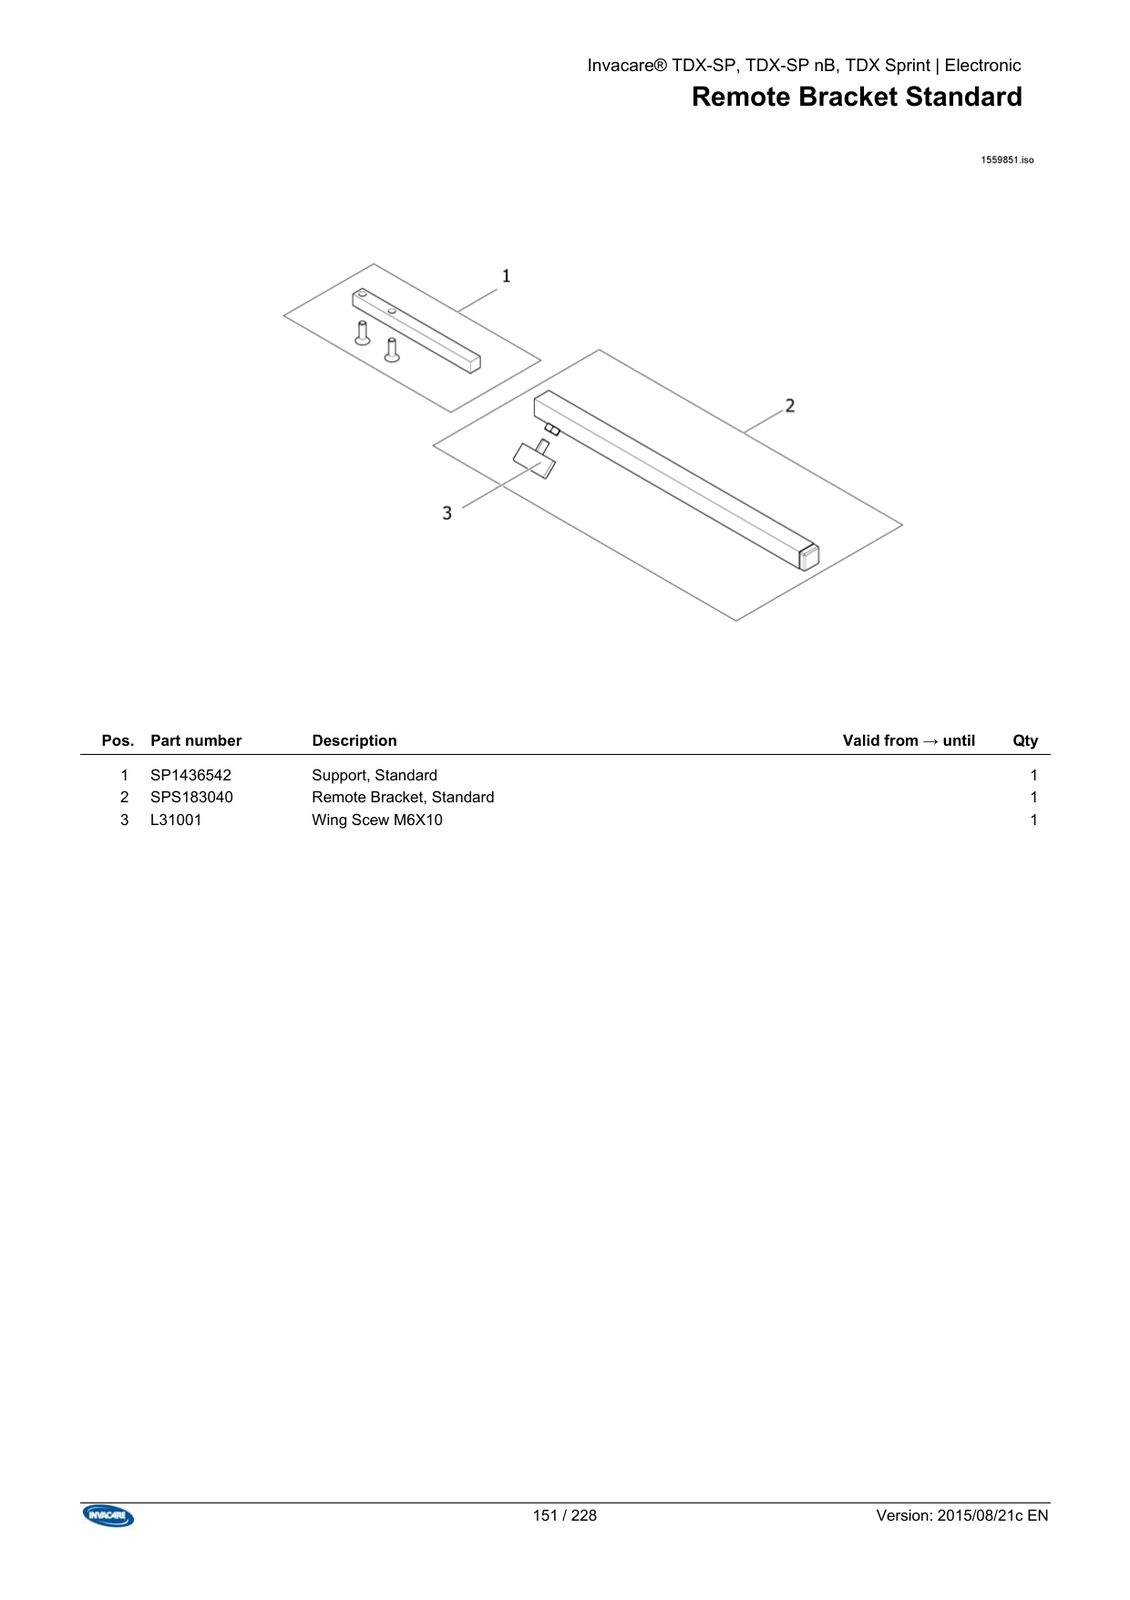 Invacare® TDX-SP, TDX-SP nB, TDX Sprint | Electronic
Remote Bracket Standard
1559851.iso
1
2
3
Pos. Part number Description Valid from → until Qty
1 SP1436542 Support, Standard 1
2 SPS183040 Remote Bracket, Standard 1
3 L31001 Wing Scew M6X10 1
INVACARE 151 / 228 Version: 2015/08/21c EN